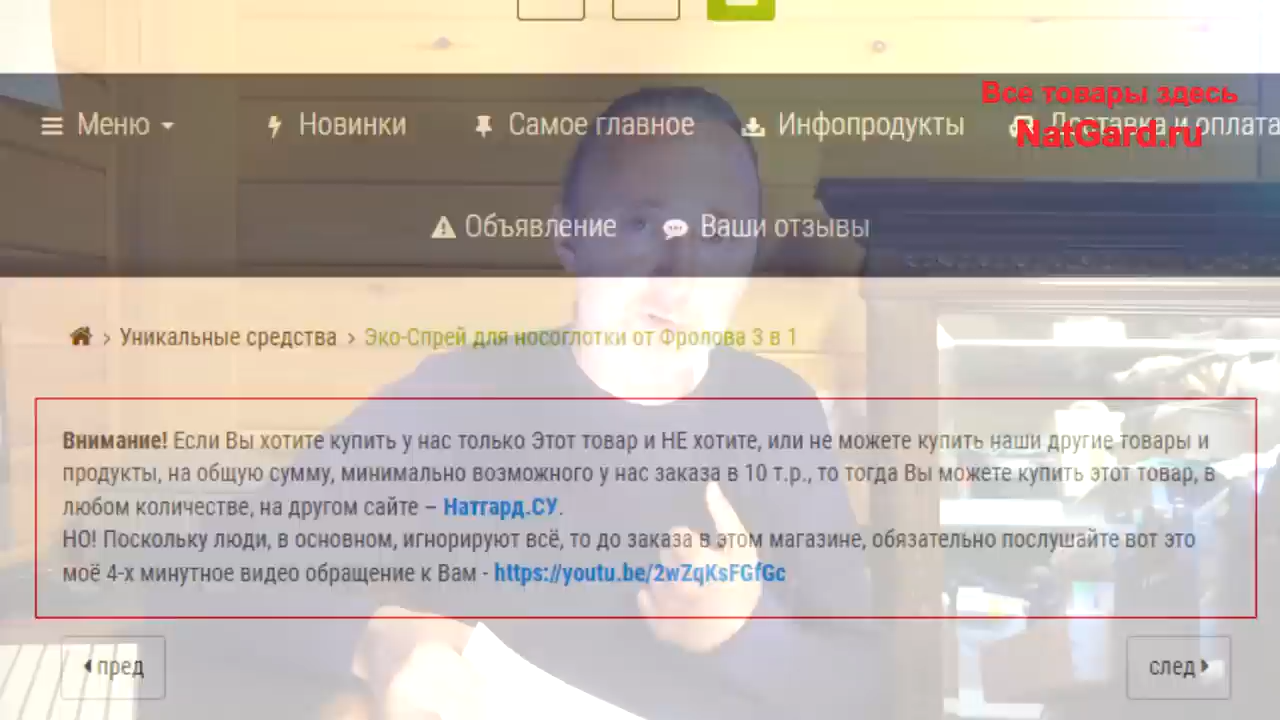 Все товары здесь
NatGard.ru
Меню
Новинки
Самое главное
Инфопродукты
Доставка и оплата
Объявление
Ваши отзывы
Уникальные средства > Эко-Спрей для носоглотки от Фролова 3 в 1
Внимание! Если Вы хотите купить у нас только Этот товар и НЕ хотите, или не можете купить наши другие товары и
продукты, на общую сумму, минимально возможного у нас заказа в 10 т.р., то тогда Вы можете купить этот товар, в
любом количестве, на другом сайте – Натгард.СУ.
НО! Поскольку люди, в основном, игнорируют всё, то до заказа в этом магазине, обязательно послушайте вот это
моё 4-х минутное видео обращение к Вам - https://youtu.be/2wZqKsFGfGc
пред
след